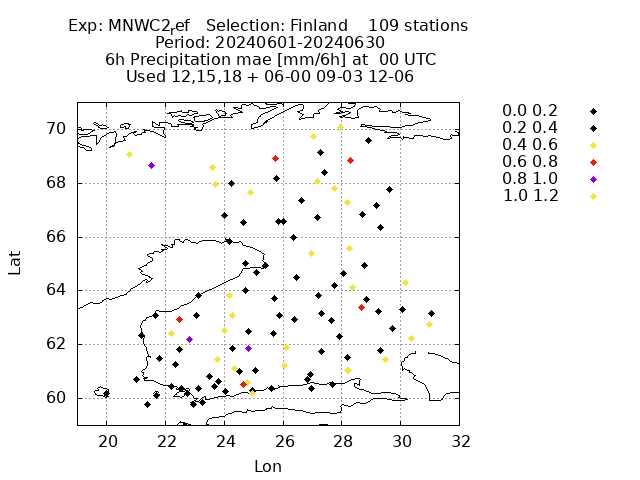 Exp: MNWC2ref   Selection: Finland    109 stations
Period: 20240601-20240630
6h Precipitation mae [mm/6h] at  00 UTC
Used 12,15,18 + 06-00 09-03 12-06
0.0 0.2
0.2 0.4
0.4 0.6
0.6 0.8
0.8 1.0
1.0 1.2
70
68
66
64
62
60
Lat
20 22 24 26 28 30 32
Lon